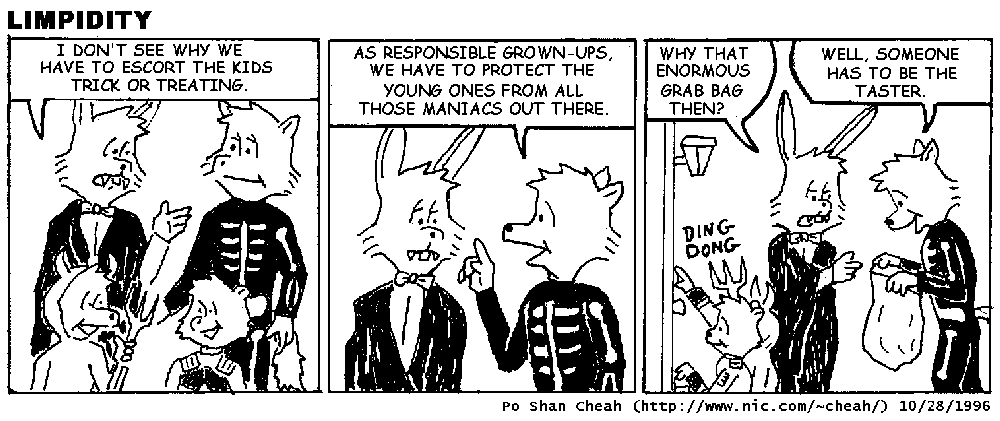 LIMPIDITY
I DON'T SEE WHY WE
HAVE TO ESCORT THE KIDS
TRICK OR TREATING.
AS RESPONSIBLE GROWN-UPS,
WE HAVE TO PROTECT THE
YOUNG ONES FROM ALL
THOSE MANIACS OUT THERE.
WHY THAT
ENORMOUS
GRAB BAG
THEN?
WELL, SOMEONE
HAS TO BE THE
TASTER.
DING
DONG
Po Shan Cheah (http://www.nic.com/~cheah/) 10/28/1996